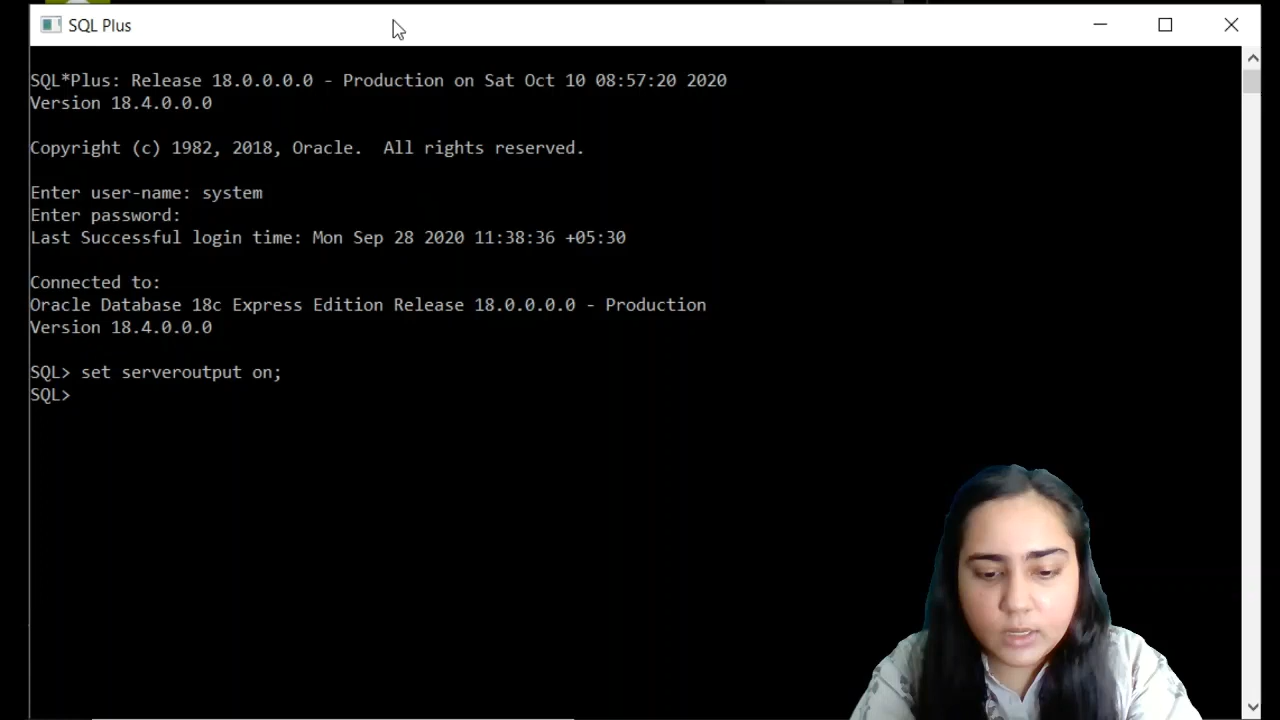 SQL Plus
SQL*Plus: Release 18.0.0.0.0 - Production on Sat Oct 10 08:57:20 2020
Version 18.4.0.0.0
Copyright (c) 1982, 2018, Oracle.  All rights reserved.
Enter user-name: system
Enter password:
Last Successful login time: Mon Sep 28 2020 11:38:36 +05:30
Connected to:
Oracle Database 18c Express Edition Release 18.0.0.0.0 - Production
Version 18.4.0.0.0
SQL> set serveroutput on;
SQL>